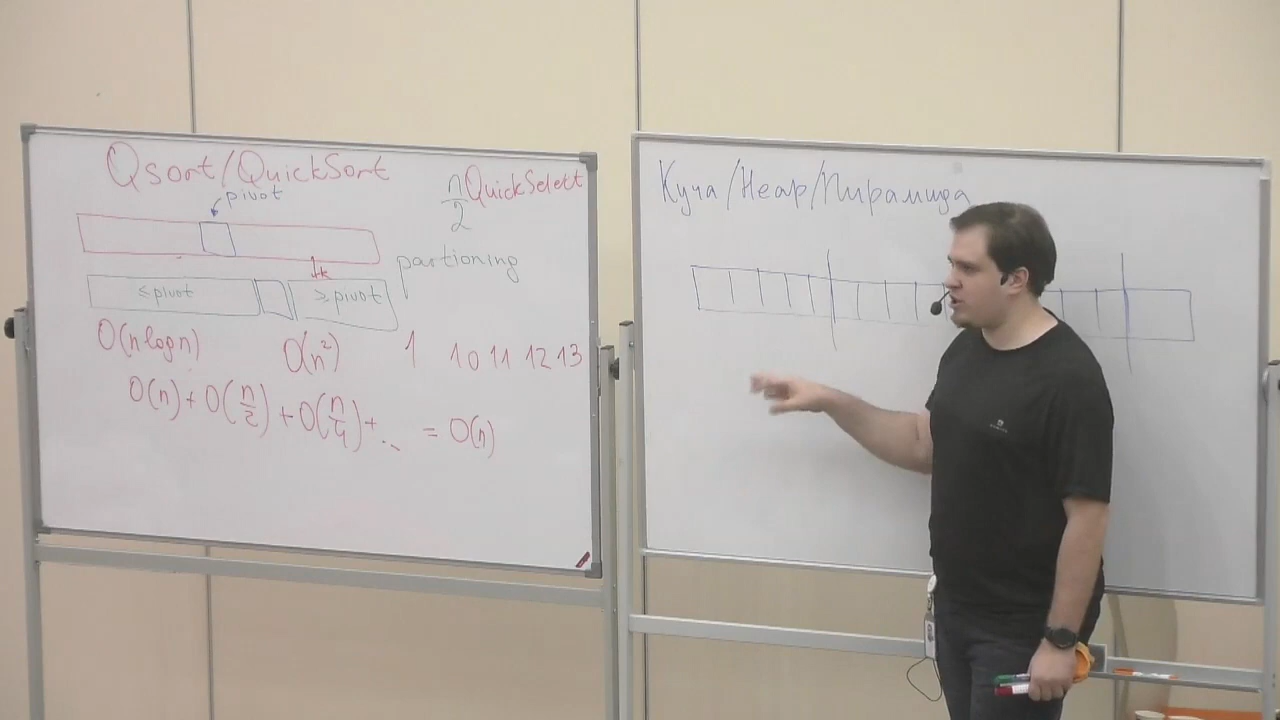 Qsort/QuickSort
pivot
n/2
QuickSelect
k
partioning
≤pivot
≥pivot
O(nlogn)
O(n²)
1 10 11 12 13
O(n)+O(n/2)+O(n/4)+... = O(n)
Куча/Heap/Пирамида